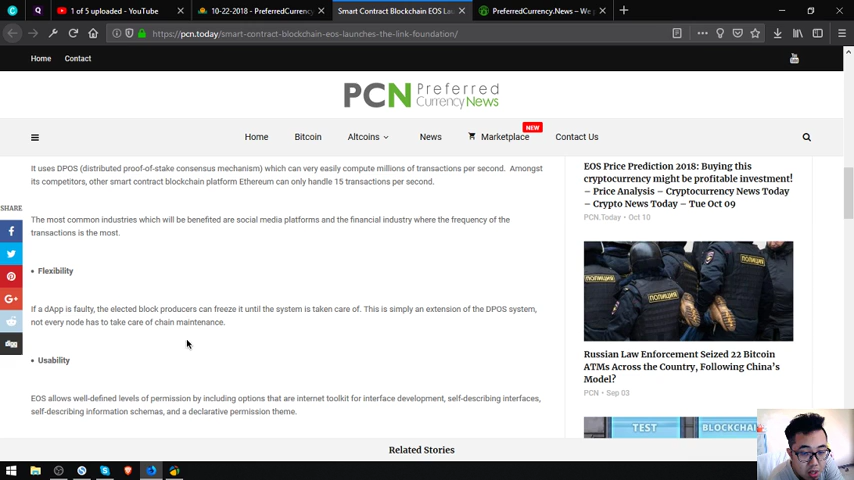 1 of 5 uploaded - YouTube
10-22-2018 - PreferredCurrency.
Smart Contract Blockchain EOS La
PreferredCurrency.News – We p
https://pcn.today/smart-contract-blockchain-eos-launches-the-link-foundation/
Home
Contact
You
PCN Preferred
CurrencyNews
NEW
Home
Bitcoin
Altcoins
News
Marketplace
Contact Us
It uses DPOS (distributed proof-of-stake consensus mechanism) which can very easily compute millions of transactions per second. Amongst
its competitors, other smart contract blockchain platform Ethereum can only handle 15 transactions per second.
SHARE
The most common industries which will be benefited are social media platforms and the financial industry where the frequency of the
transactions is the most.
• Flexibility
If a dApp is faulty, the elected block producers can freeze it until the system is taken care of. This is simply an extension of the DPOS system,
not every node has to take care of chain maintenance.
digg
• Usability
EOS allows well-defined levels of permission by including options that are internet toolkit for interface development, self-describing interfaces,
self-describing information schemas, and a declarative permission theme.
EOS Price Prediction 2018: Buying this
cryptocurrency might be profitable investment!
– Price Analysis – Cryptocurrency News Today
– Crypto News Today – Tue Oct 09
PCN.Today • Oct 10
ПОЛИЦИЯ
ПОЛИЦИЯ
Russian Law Enforcement Seized 22 Bitcoin
ATMs Across the Country, Following China's
Model?
PCN • Sep 03
TEST
BLOCKCHAI
Related Stories